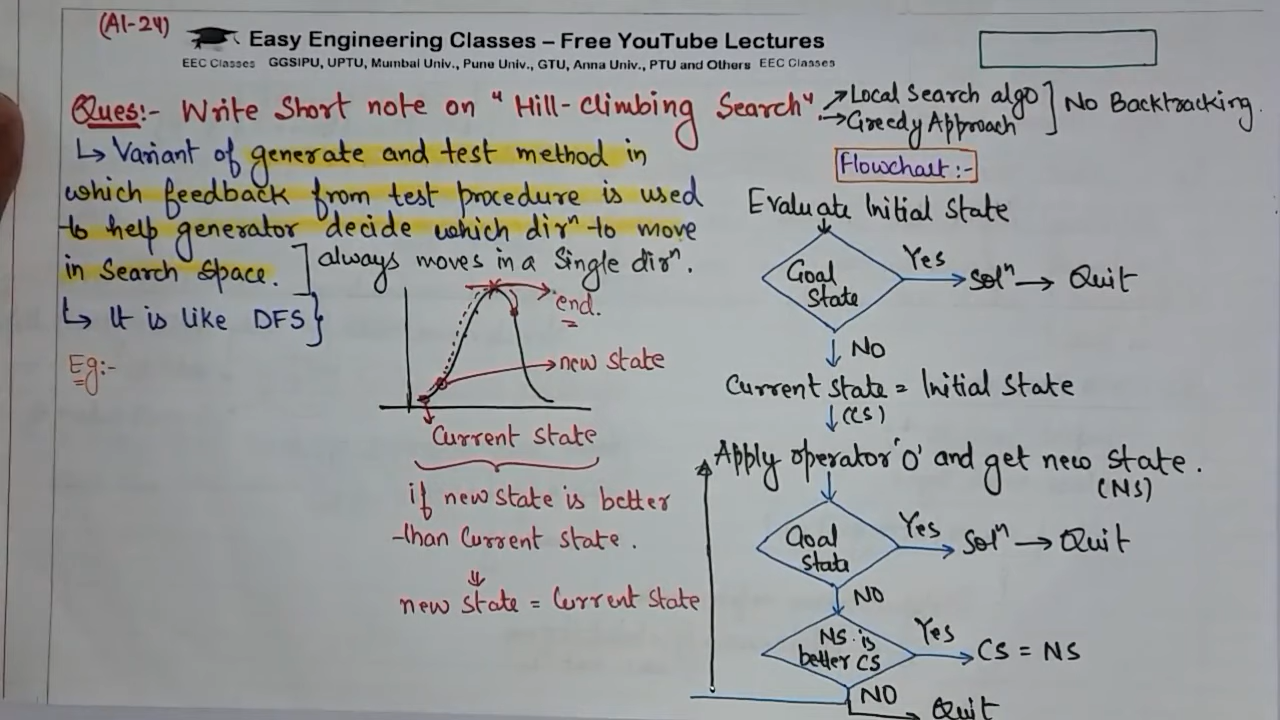 (AI-24)
Easy Engineering Classes – Free YouTube Lectures
EEC Classes GGSIPU, UPTU, Mumbai Univ., Pune Univ., GTU, Anna Univ., PTU and Others EEC Classes
Ques:- Write Short note on "Hill-Climbing Search"
→ Local Search algo
→ Greedy Approach
] No Backtracking.
↳ Variant of generate and test method in
which feedback from test procedure is used
to help generator decide which dirⁿ to move
in Search Space. ] always moves in a Single dirⁿ.
↳ It is like DFS }
Eg:-
end.
new state
Current state
if new state is better
than Current state.
⇓
new state = Current state
Flowchart :-
Evaluate Initial State
Goal State
Yes → Solⁿ → Quit
↓ NO
Current state = Initial State
↓ (CS)
Apply operator 'O' and get new state.
(NS)
Goal state
Yes → Solⁿ → Quit
NO
NS is better CS
Yes → CS = NS
NO
→ Quit